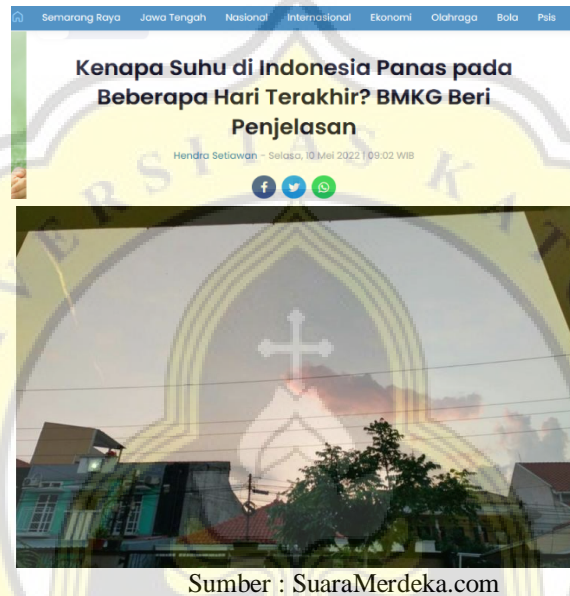 Semarang Raya Jawa Tengah Nasional Internasional Ekonomi Olahraga Bola Psis
Kenapa Suhu di Indonesia Panas pada
Beberapa Hari Terakhir? BMKG Beri
Penjelasan
Hendra Setiawan - Selasa, 10 Mei 2022 | 09:02 WIB
Sumber : SuaraMerdeka.com